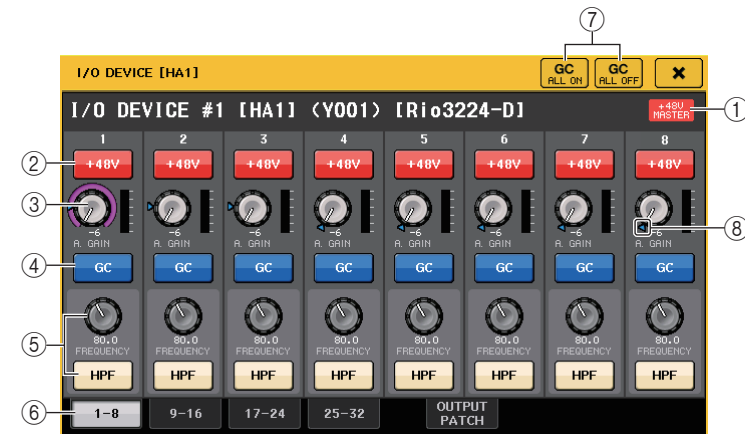 ⑦
I/O DEVICE [HA1]
GC ALL ON
GC ALL OFF
×
I/O DEVICE #1 [HA1] (Y001) [Rio3224-D]
+48V MASTER
①
1 2 3 4 5 6 7 8
② +48V +48V +48V +48V +48V +48V +48V +48V
③
-6 -6 -6 -6 -6 -6 -6 -6
⑧
A. GAIN A. GAIN A. GAIN A. GAIN A. GAIN A. GAIN A. GAIN A. GAIN
④ GC GC GC GC GC GC GC GC
⑤
80.0 80.0 80.0 80.0 80.0 80.0 80.0 80.0
FREQUENCY FREQUENCY FREQUENCY FREQUENCY FREQUENCY FREQUENCY FREQUENCY FREQUENCY
HPF HPF HPF HPF HPF HPF HPF HPF
⑥ 1-8 9-16 17-24 25-32 OUTPUT PATCH